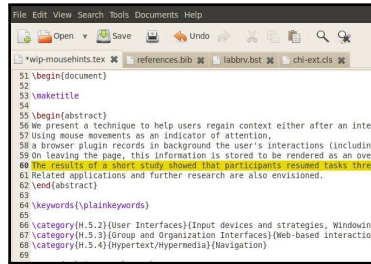 File Edit View Search Tools Documents Help
Open Save Undo
*wip-mousehints.tex references.bib labbrv.bst chi-ext.cls
51 \begin{document}
52
53 \maketitle
54
55 \begin{abstract}
56 We present a technique to help users regain context either after an inte
57 Using mouse movements as an indicator of attention,
58 a browser plugin records in background the user's interactions (includin
59 On leaving the page, this information is stored to be rendered as an ove
60 The results of a short study showed that participants resumed tasks thre
61 Related applications and further research are also envisioned.
62 \end{abstract}
63
64 \keywords{\plainkeywords}
65
66 \category{H.5.2}{User Interfaces}{Input devices and strategies, Windowin
67 \category{H.5.3}{Group and Organization Interfaces}{Web-based interactio
68 \category{H.5.4}{Hypertext/Hypermedia}{Navigation}
69